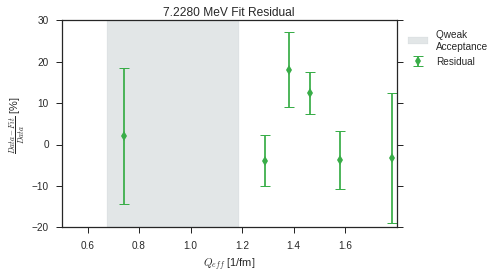 7.2280 MeV Fit Residual
30
20
10
0
−10
−20
Data−Fit
Data
[%]
0.6 0.8 1.0 1.2 1.4 1.6
Q_eff [1/fm]
Qweak
Acceptance
Residual